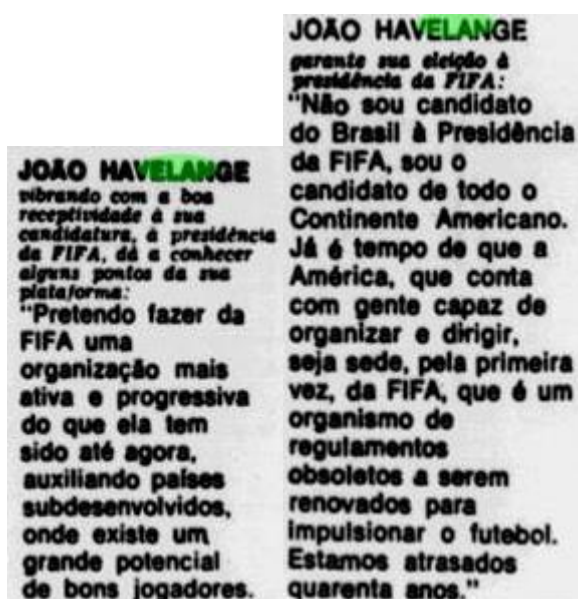 JOÃO HAVELANGE
vibrando com a boa
receptividade à sua
candidatura, à presidência
da FIFA, dá a conhecer
alguns pontos da sua
plataforma:
"Pretendo fazer da
FIFA uma
organização mais
ativa e progressiva
do que ela tem
sido até agora,
auxiliando países
subdesenvolvidos,
onde existe um
grande potencial
de bons jogadores.
JOÃO HAVELANGE
garante sua eleição à
presidência da FIFA:
"Não sou candidato
do Brasil à Presidência
da FIFA, sou o
candidato de todo o
Continente Americano.
Já é tempo de que a
América, que conta
com gente capaz de
organizar e dirigir,
seja sede, pela primeira
vez, da FIFA, que é um
organismo de
regulamentos
obsoletos a serem
renovados para
impulsionar o futebol.
Estamos atrasados
quarenta anos."